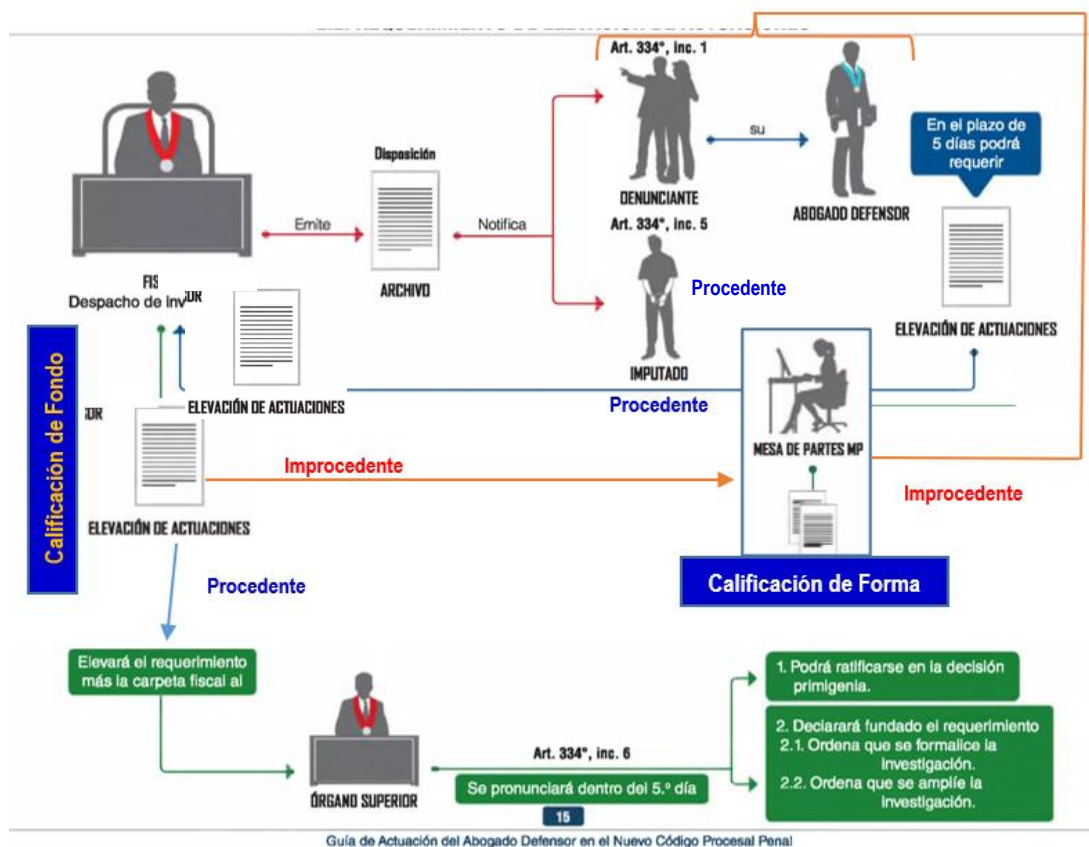 Art. 334°, inc. 1
su
En el plazo de
5 días podrá
requerir
Disposición
DENUNCIANTE
ABOGADO DEFENSOR
Emite
Notifica
Art. 334°, inc. 5
ARCHIVO
Procedente
Despacho de
ELEVACIÓN DE ACTUACIONES
IMPUTADO
ELEVACIÓN DE ACTUACIONES
Procedente
Calificación de Fondo
MESA DE PARTES MP
Improcedente
Improcedente
ELEVACIÓN DE ACTUACIONES
Calificación de Forma
Procedente
Elevará el requerimiento
más la carpeta fiscal al
1. Podrá ratificarse en la decisión
primigenia.
2. Declarará fundado el requerimiento
2.1. Ordena que se formalice la
investigación.
2.2. Ordena que se amplíe la
investigación.
Art. 334°, inc. 6
Se pronunciará dentro del 5.º día
ÓRGANO SUPERIOR
15
Guía de Actuación del Abogado Defensor en el Nuevo Código Procesal Penal